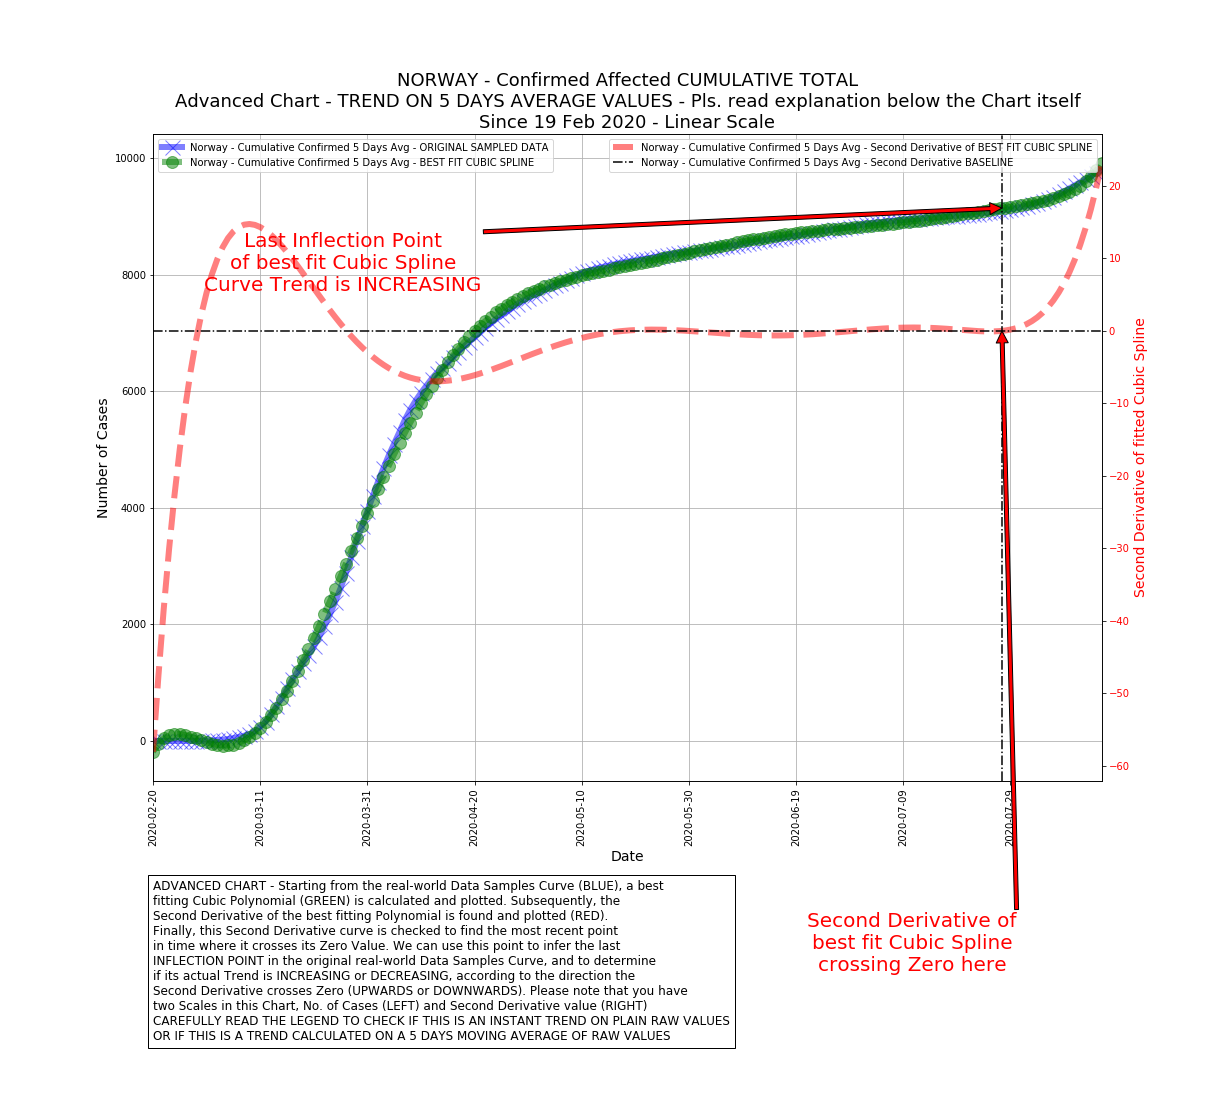 NORWAY - Confirmed Affected CUMULATIVE TOTAL
Advanced Chart - TREND ON 5 DAYS AVERAGE VALUES - Pls. read explanation below the Chart itself
Since 19 Feb 2020 - Linear Scale
Norway - Cumulative Confirmed 5 Days Avg - ORIGINAL SAMPLED DATA
Norway - Cumulative Confirmed 5 Days Avg - BEST FIT CUBIC SPLINE
Norway - Cumulative Confirmed 5 Days Avg - Second Derivative of BEST FIT CUBIC SPLINE
Norway - Cumulative Confirmed 5 Days Avg - Second Derivative BASELINE
Last Inflection Point
of best fit Cubic Spline
Curve Trend is INCREASING
Number of Cases
10000
8000
6000
4000
2000
0
20
10
0
−10
−20
−30
−40
−50
−60
Second Derivative of fitted Cubic Spline
2020-02-20
2020-03-11
2020-03-31
2020-04-20
2020-05-10
2020-05-30
2020-06-19
2020-07-09
2020-07-29
Date
ADVANCED CHART - Starting from the real-world Data Samples Curve (BLUE), a best
fitting Cubic Polynomial (GREEN) is calculated and plotted. Subsequently, the
Second Derivative of the best fitting Polynomial is found and plotted (RED).
Finally, this Second Derivative curve is checked to find the most recent point
in time where it crosses its Zero Value. We can use this point to infer the last
INFLECTION POINT in the original real-world Data Samples Curve, and to determine
if its actual Trend is INCREASING or DECREASING, according to the direction the
Second Derivative crosses Zero (UPWARDS or DOWNWARDS). Please note that you have
two Scales in this Chart, No. of Cases (LEFT) and Second Derivative value (RIGHT)
CAREFULLY READ THE LEGEND TO CHECK IF THIS IS AN INSTANT TREND ON PLAIN RAW VALUES
OR IF THIS IS A TREND CALCULATED ON A 5 DAYS MOVING AVERAGE OF RAW VALUES
Second Derivative of
best fit Cubic Spline
crossing Zero here